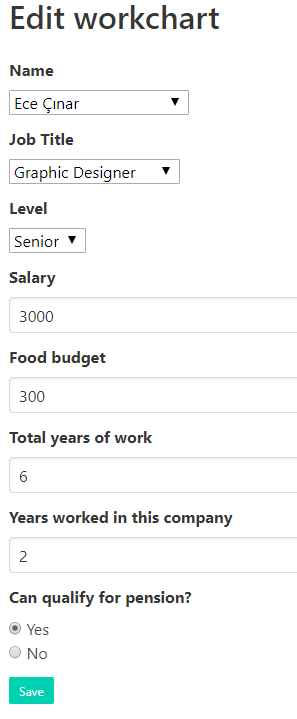 Edit workchart
Name
Ece Çınar
Job Title
Graphic Designer
Level
Senior
Salary
3000
Food budget
300
Total years of work
6
Years worked in this company
2
Can qualify for pension?
Yes
No
Save